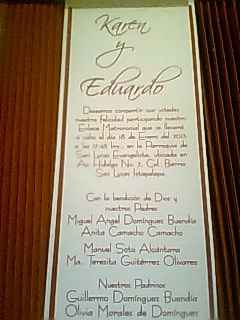 Karen
y
Eduardo
Deseamos compartir con ustedes
nuestra felicidad participando nuestro
Enlace Matrimonial que se llevará
a cabo el día 18 de Enero del 2013
a las 17:45 hrs., en la Parroquia de
San Lucas Evangelista, ubicada en
Av. Hidalgo No. 2, Col. Barrio
San Lucas Iztapalapa
Con la bendición de Dios y
nuestros Padres
Miguel Angel Domínguez Buendía
Anita Camacho Camacho
Manuel Soto Alcántara
Ma. Teresita Gutiérrez Olivares
Nuestros Padrinos
Guillermo Domínguez Buendía
Olivia Morales de Domínguez